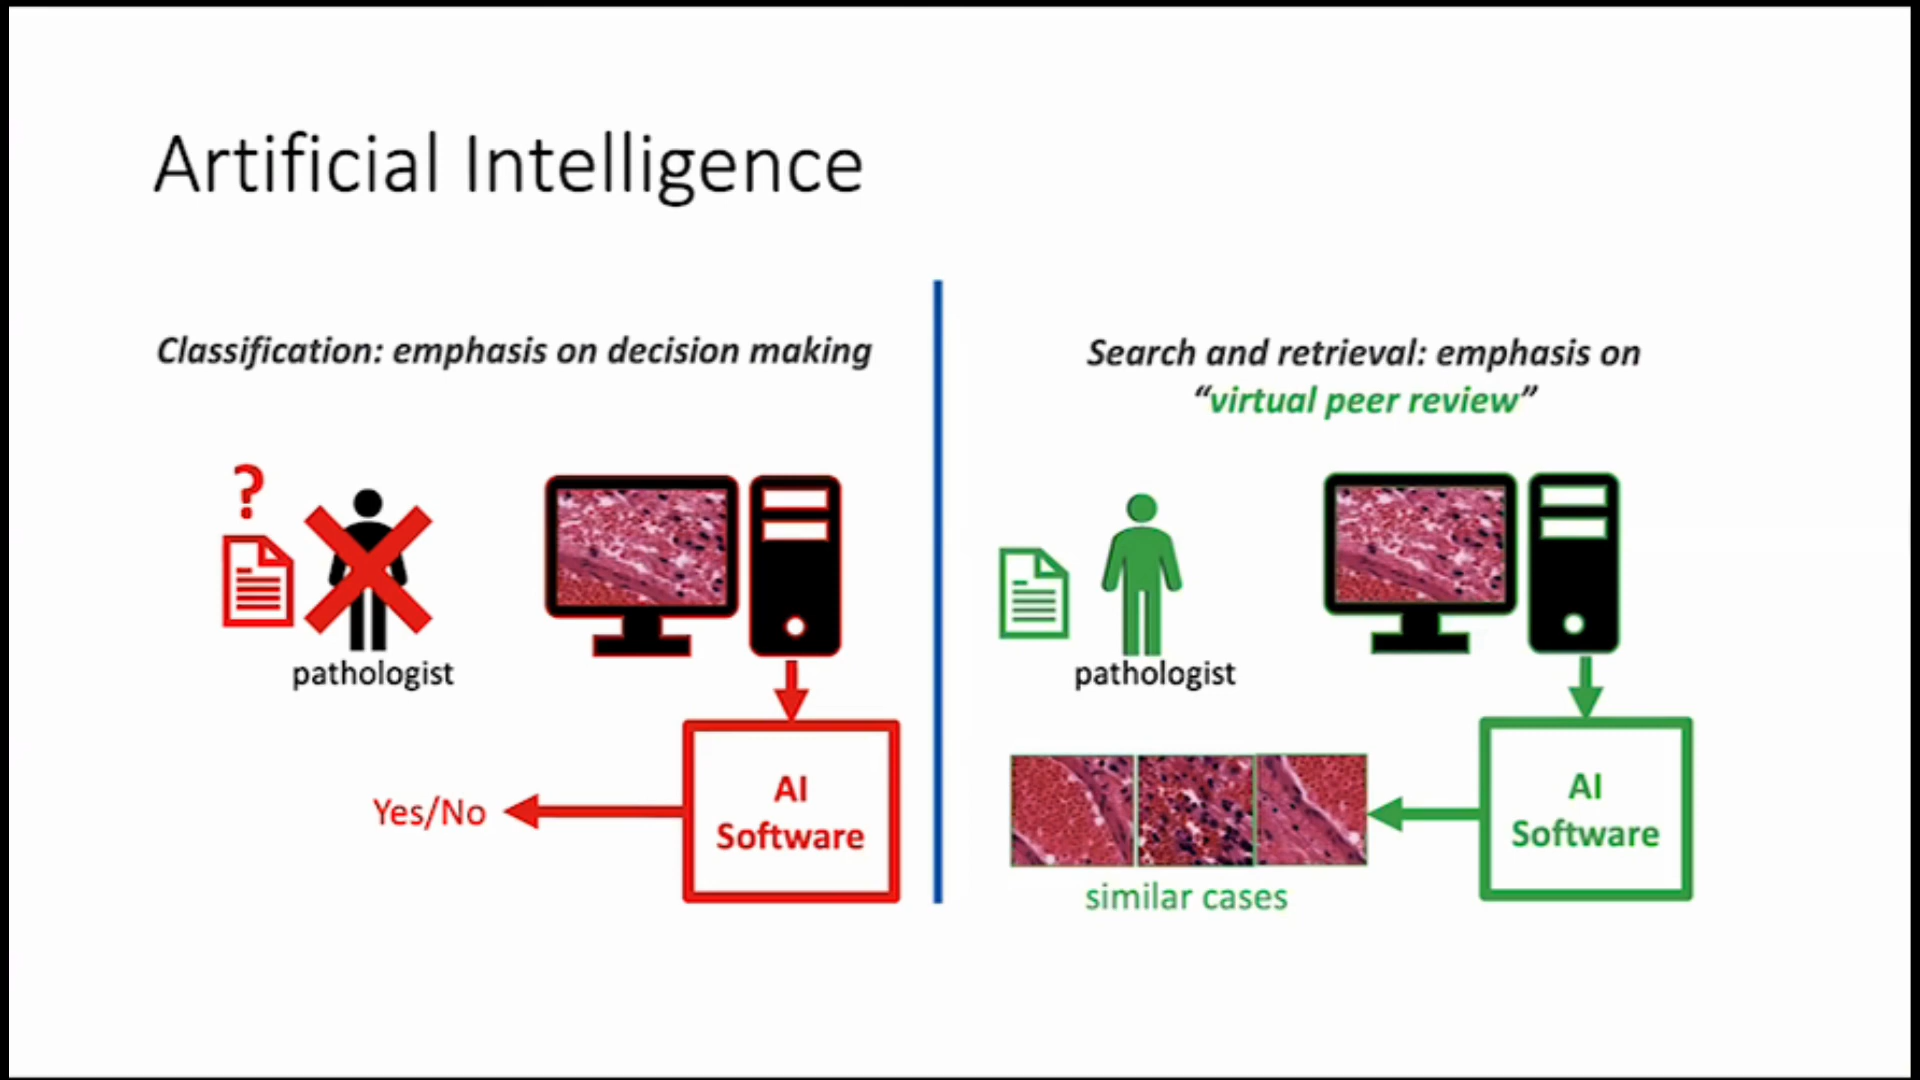 Artificial Intelligence
Classification: emphasis on decision making
?
pathologist
AI
Software
Yes/No
Search and retrieval: emphasis on
“virtual peer review”
pathologist
AI
Software
similar cases